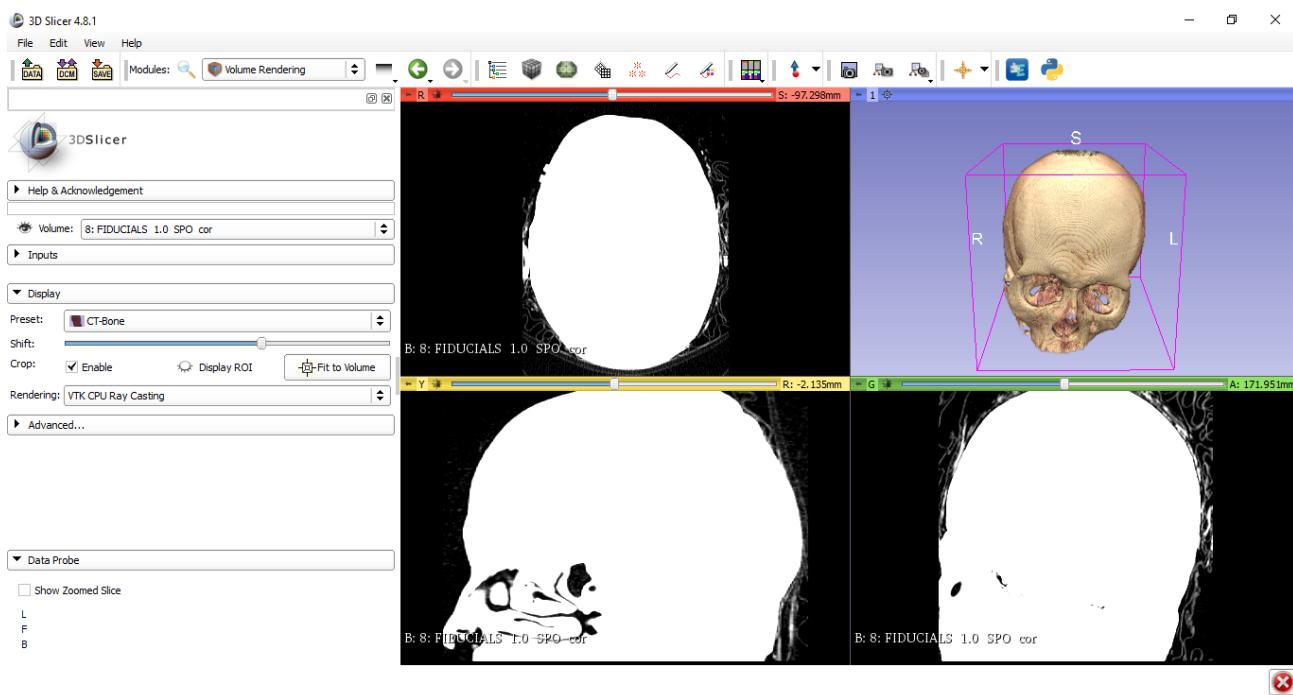 3D Slicer 4.8.1
File Edit View Help
DATA DCM SAVE Modules: Volume Rendering
R S: -97.298mm 1
3DSlicer
Help & Acknowledgement
Volume: 8: FIDUCIALS 1.0 SPO cor
Inputs
Display
Preset: CT-Bone
Shift:
Crop: Enable Display ROI Fit to Volume
Rendering: VTK CPU Ray Casting
Advanced...
Data Probe
Show Zoomed Slice
L
F
B
B: 8: FIDUCIALS 1.0 SPO cor
S
R L
Y R: -2.135mm
G A: 171.951mm
B: 8: FIDUCIALS 1.0 SPO cor
B: 8: FIDUCIALS 1.0 SPO cor